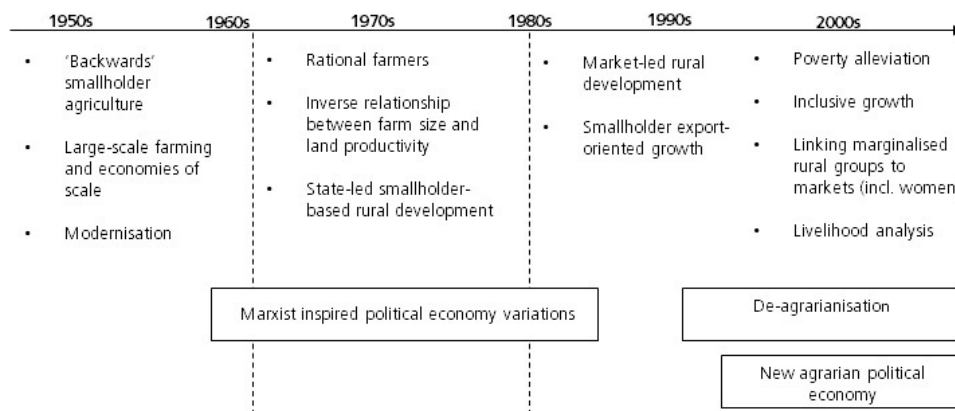 1950s 1960s 1970s 1980s 1990s 2000s
• 'Backwards'
smallholder
agriculture
• Large-scale farming
and economies of
scale
• Modernisation
• Rational farmers
• Inverse relationship
between farm size and
land productivity
• State-led smallholder-
based rural development
• Market-led rural
development
• Smallholder export-
oriented growth
• Poverty alleviation
• Inclusive growth
• Linking marginalised
rural groups to
markets (incl. women
• Livelihood analysis
Marxist inspired political economy variations
De-agrarianisation
New agrarian political
economy